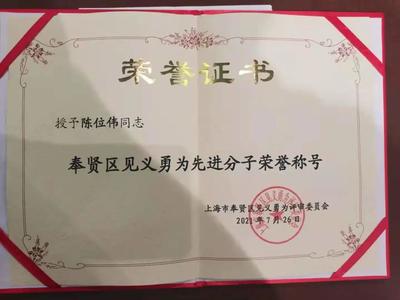 荣誉证书
授予陈位伟同志
奉贤区见义勇为先进分子荣誉称号
上海市奉贤区见义勇为评审委员会
2021年7月26日